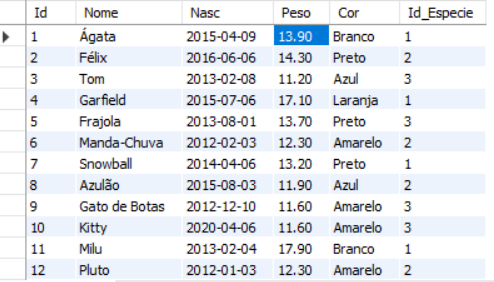 Id Nome Nasc Peso Cor Id_Especie
1 Ágata 2015-04-09 13.90 Branco 1
2 Félix 2016-06-06 14.30 Preto 2
3 Tom 2013-02-08 11.20 Azul 3
4 Garfield 2015-07-06 17.10 Laranja 1
5 Frajola 2013-08-01 13.70 Preto 3
6 Manda-Chuva 2012-02-03 12.30 Amarelo 2
7 Snowball 2014-04-06 13.20 Preto 1
8 Azulão 2015-08-03 11.90 Azul 2
9 Gato de Botas 2012-12-10 11.60 Amarelo 3
10 Kitty 2020-04-06 11.60 Amarelo 3
11 Milu 2013-02-04 17.90 Branco 1
12 Pluto 2012-01-03 12.30 Amarelo 2